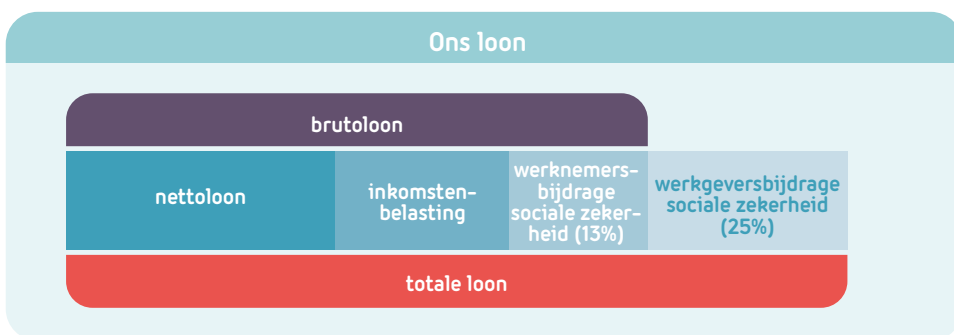 Ons loon
brutoloon
nettoloon
inkomsten-
belasting
werknemers-
bijdrage
sociale zeker-
heid (13%)
werkgeversbijdrage
sociale zekerheid
(25%)
totale loon